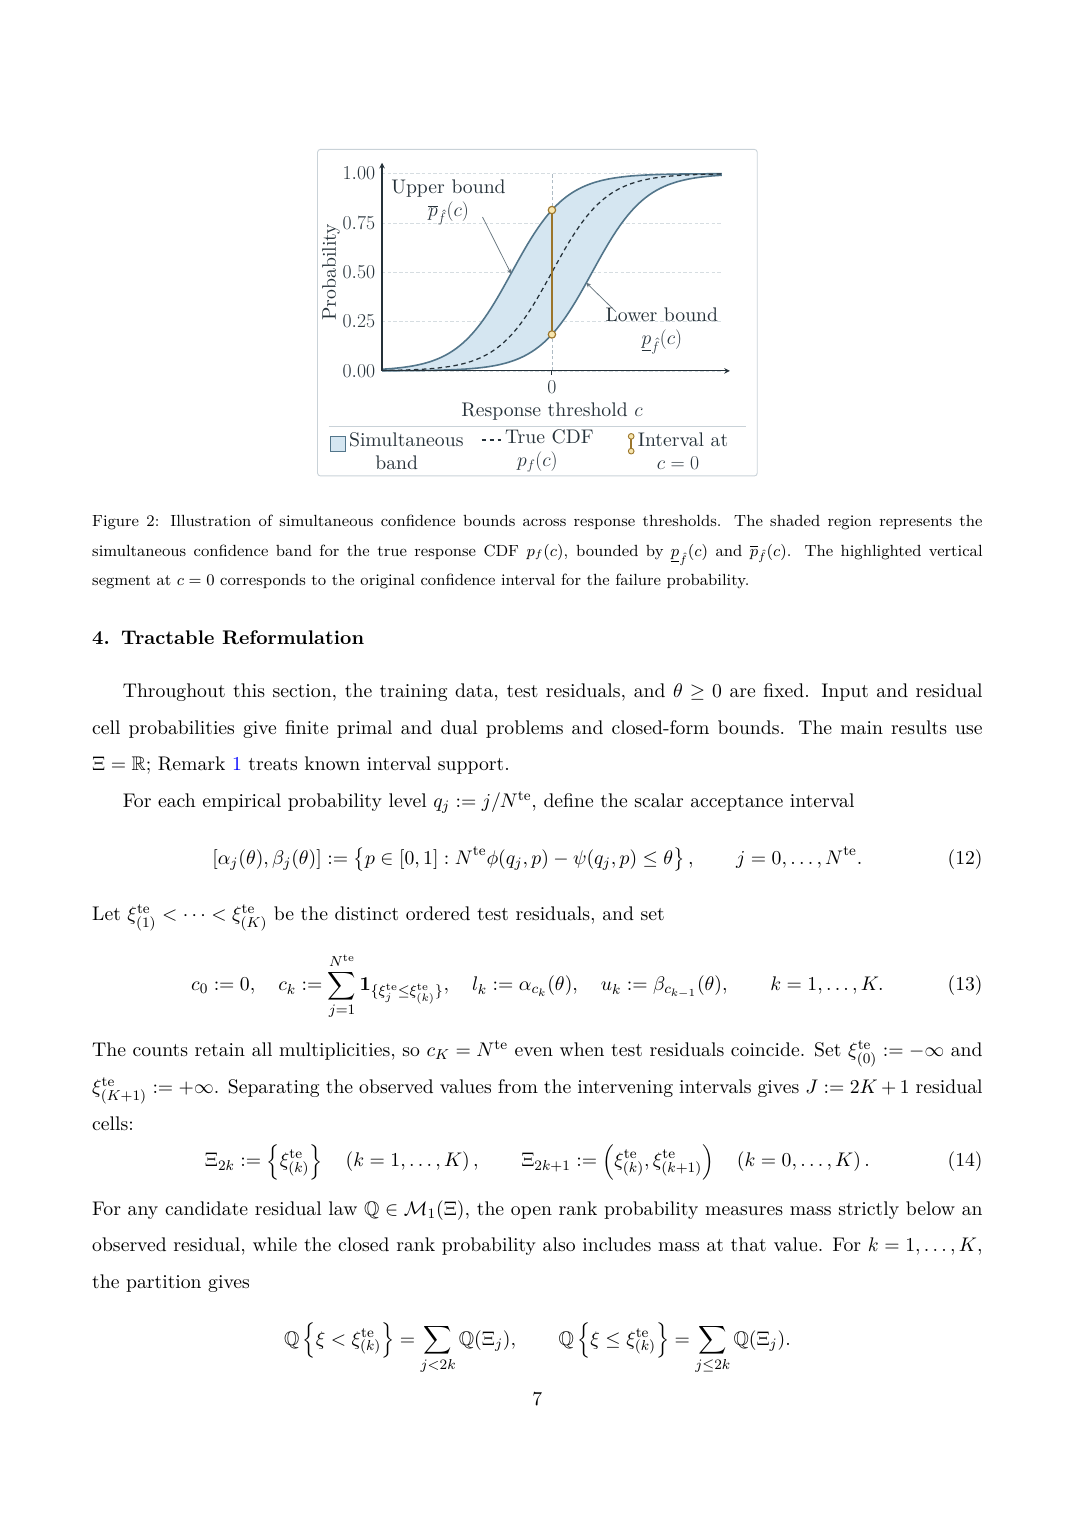 1.00
Upper bound
p̅_f̂(c)
0.75
Probability
0.50
Lower bound
p̲_f̂(c)
0.25
0.00
0
Response threshold c
Simultaneous band
True CDF p_f(c)
Interval at c = 0
Figure 2: Illustration of simultaneous confidence bounds across response thresholds. The shaded region represents the
simultaneous confidence band for the true response CDF p_f(c), bounded by p̲_f̂(c) and p̅_f̂(c). The highlighted vertical
segment at c = 0 corresponds to the original confidence interval for the failure probability.
4. Tractable Reformulation
Throughout this section, the training data, test residuals, and θ ≥ 0 are fixed. Input and residual
cell probabilities give finite primal and dual problems and closed-form bounds. The main results use
Ξ = ℝ; Remark 1 treats known interval support.
For each empirical probability level q_j := j/N^te, define the scalar acceptance interval
[α_j(θ), β_j(θ)] := {p ∈ [0, 1] : N^te ϕ(q_j, p) − ψ(q_j, p) ≤ θ}, j = 0, . . . , N^te. (12)
Let ξ^te_(1) < · · · < ξ^te_(K) be the distinct ordered test residuals, and set
c_0 := 0, c_k := ∑_{j=1}^{N^te} 𝟏_{ξ^te_j ≤ ξ^te_(k)}, l_k := α_{c_k}(θ), u_k := β_{c_{k−1}}(θ), k = 1, . . . , K. (13)
The counts retain all multiplicities, so c_K = N^te even when test residuals coincide. Set ξ^te_(0) := −∞ and
ξ^te_(K+1) := +∞. Separating the observed values from the intervening intervals gives J := 2K + 1 residual
cells:
Ξ_{2k} := {ξ^te_(k)} (k = 1, . . . , K), Ξ_{2k+1} := (ξ^te_(k), ξ^te_(k+1)) (k = 0, . . . , K). (14)
For any candidate residual law ℚ ∈ ℳ_1(Ξ), the open rank probability measures mass strictly below an
observed residual, while the closed rank probability also includes mass at that value. For k = 1, . . . , K,
the partition gives
ℚ{ξ < ξ^te_(k)} = ∑_{j<2k} ℚ(Ξ_j), ℚ{ξ ≤ ξ^te_(k)} = ∑_{j≤2k} ℚ(Ξ_j).
7